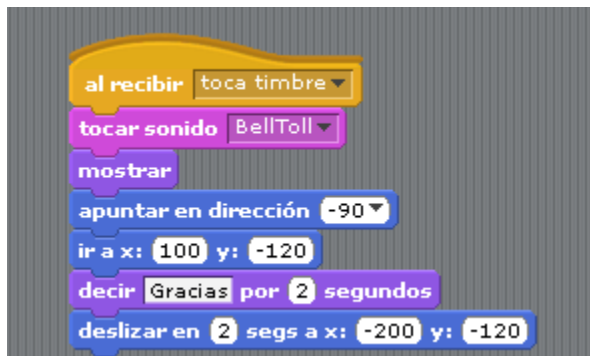 al recibir toca timbre
tocar sonido BellToll
mostrar
apuntar en dirección -90
ir a x: 100 y: -120
decir Gracias por 2 segundos
deslizar en 2 segs a x: -200 y: -120